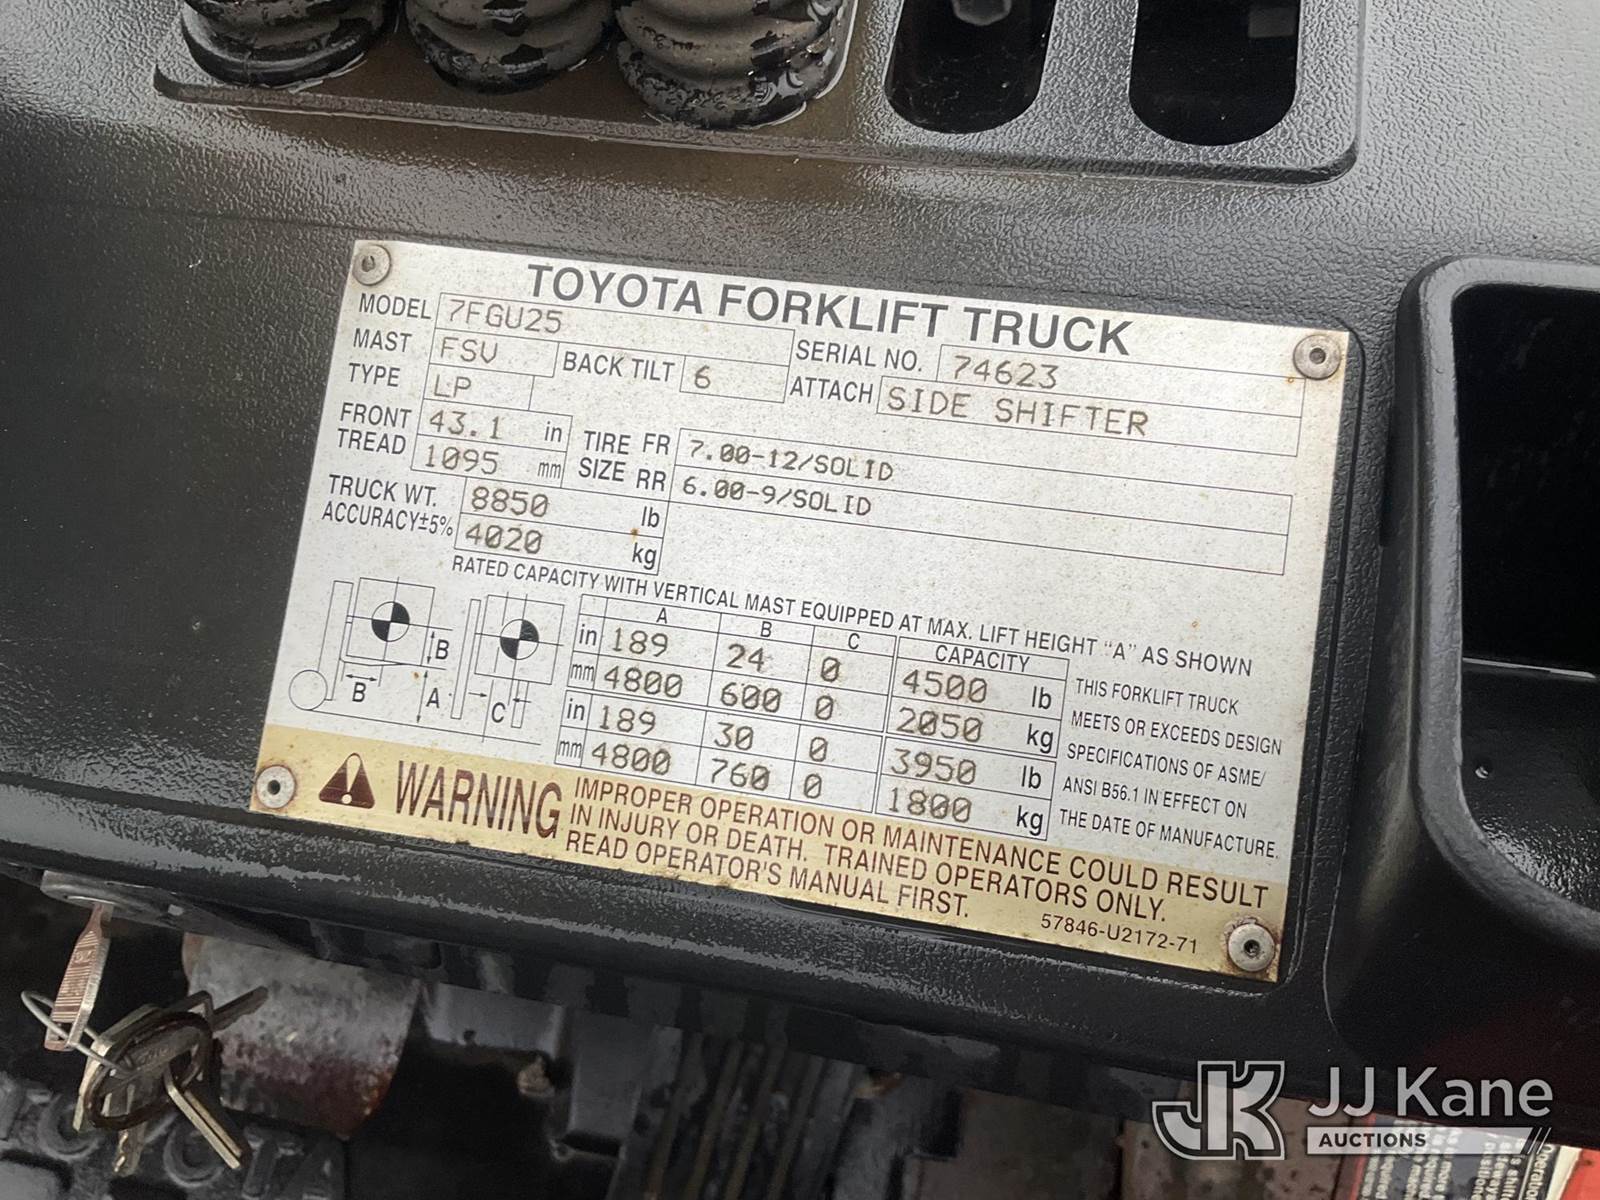 TOYOTA FORKLIFT TRUCK
MODEL 7FGU25 SERIAL NO. 74623
MAST FSV BACK TILT 6 ATTACH SIDE SHIFTER
TYPE LP
FRONT TREAD 43.1 in TIRE SIZE FR 7.00-12/SOLID
1095 mm RR 6.00-9/SOLID
TRUCK WT. 8850 lb
ACCURACY±5% 4020 kg
RATED CAPACITY WITH VERTICAL MAST EQUIPPED AT MAX. LIFT HEIGHT "A" AS SHOWN
A B C CAPACITY
in 189 24 0 4500 lb
mm 4800 600 0 2050 kg
in 189 30 0 3950 lb
mm 4800 760 0 1800 kg
B
B A C
THIS FORKLIFT TRUCK
MEETS OR EXCEEDS DESIGN
SPECIFICATIONS OF ASME/
ANSI B56.1 IN EFFECT ON
THE DATE OF MANUFACTURE.
WARNING
IMPROPER OPERATION OR MAINTENANCE COULD RESULT
IN INJURY OR DEATH. TRAINED OPERATORS ONLY.
READ OPERATOR'S MANUAL FIRST.
57846-U2172-71
JK JJ Kane
AUCTIONS